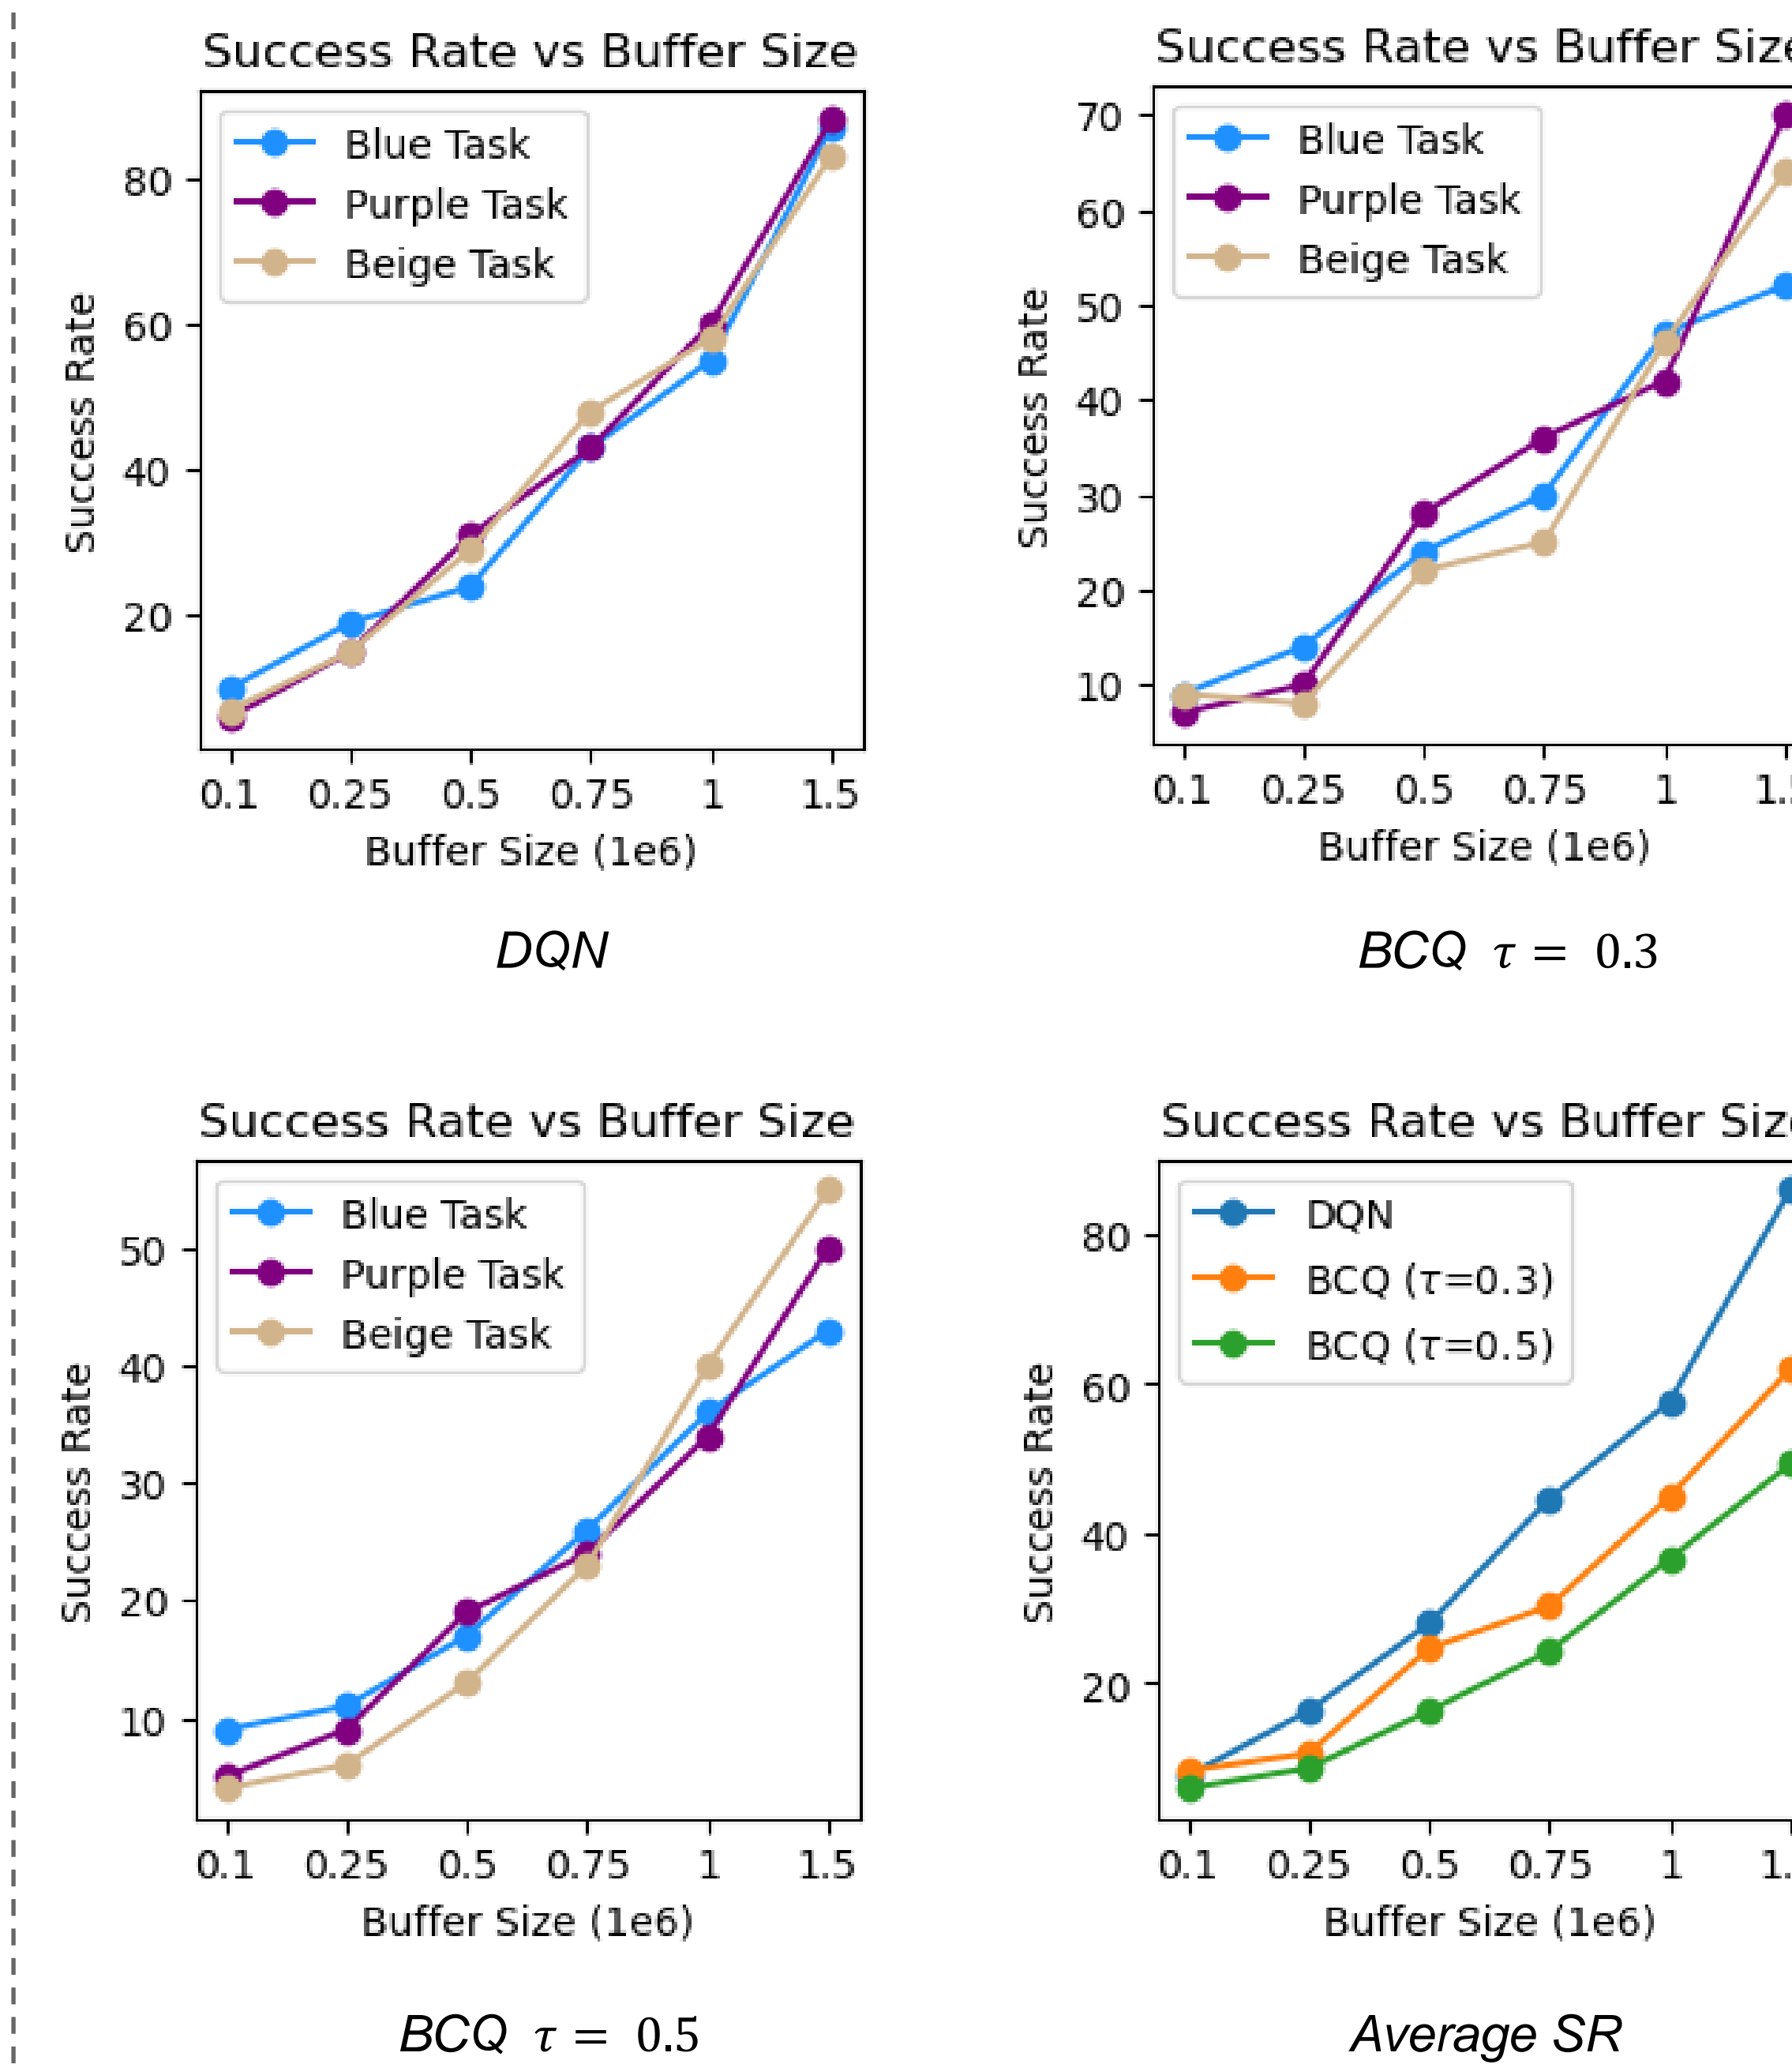 Success Rate vs Buffer Size
Blue Task
Purple Task
Beige Task
80
60
40
20
Success Rate
0.1 0.25 0.5 0.75 1 1.5
Buffer Size (1e6)
DQN
Success Rate vs Buffer Size
Blue Task
Purple Task
Beige Task
70
60
50
40
30
20
10
Success Rate
0.1 0.25 0.5 0.75 1 1.5
Buffer Size (1e6)
BCQ τ = 0.3
Success Rate vs Buffer Size
Blue Task
Purple Task
Beige Task
50
40
30
20
10
Success Rate
0.1 0.25 0.5 0.75 1 1.5
Buffer Size (1e6)
BCQ τ = 0.5
Success Rate vs Buffer Size
DQN
BCQ (τ=0.3)
BCQ (τ=0.5)
80
60
40
20
Success Rate
0.1 0.25 0.5 0.75 1 1.
Buffer Size (1e6)
Average SR